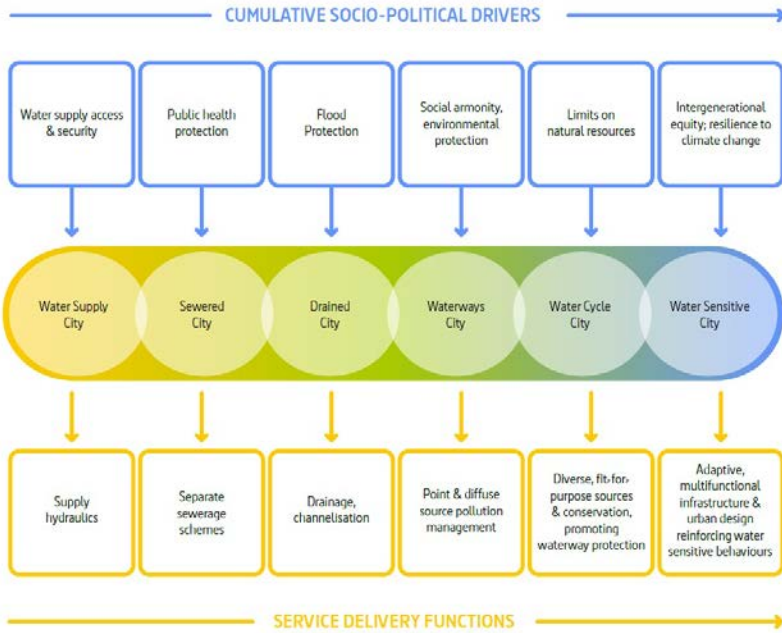 CUMULATIVE SOCIO-POLITICAL DRIVERS
Water supply access
& security
Public health
protection
Flood
Protection
Social armonity,
environmental
protection
Limits on
natural resources
Intergenerational
equity; resilience to
climate change
Water Supply
City
Sewered
City
Drained
City
Waterways
City
Water Cycle
City
Water Sensitive
City
Supply
hydraulics
Separate
sewerage
schemes
Drainage,
channelisation
Point & diffuse
source pollution
management
Diverse, fit-for-
purpose sources
& conservation,
promoting
waterway protection
Adaptive,
multifunctional
infrastructure &
urban design
reinforcing water
sensitive behaviours
SERVICE DELIVERY FUNCTIONS